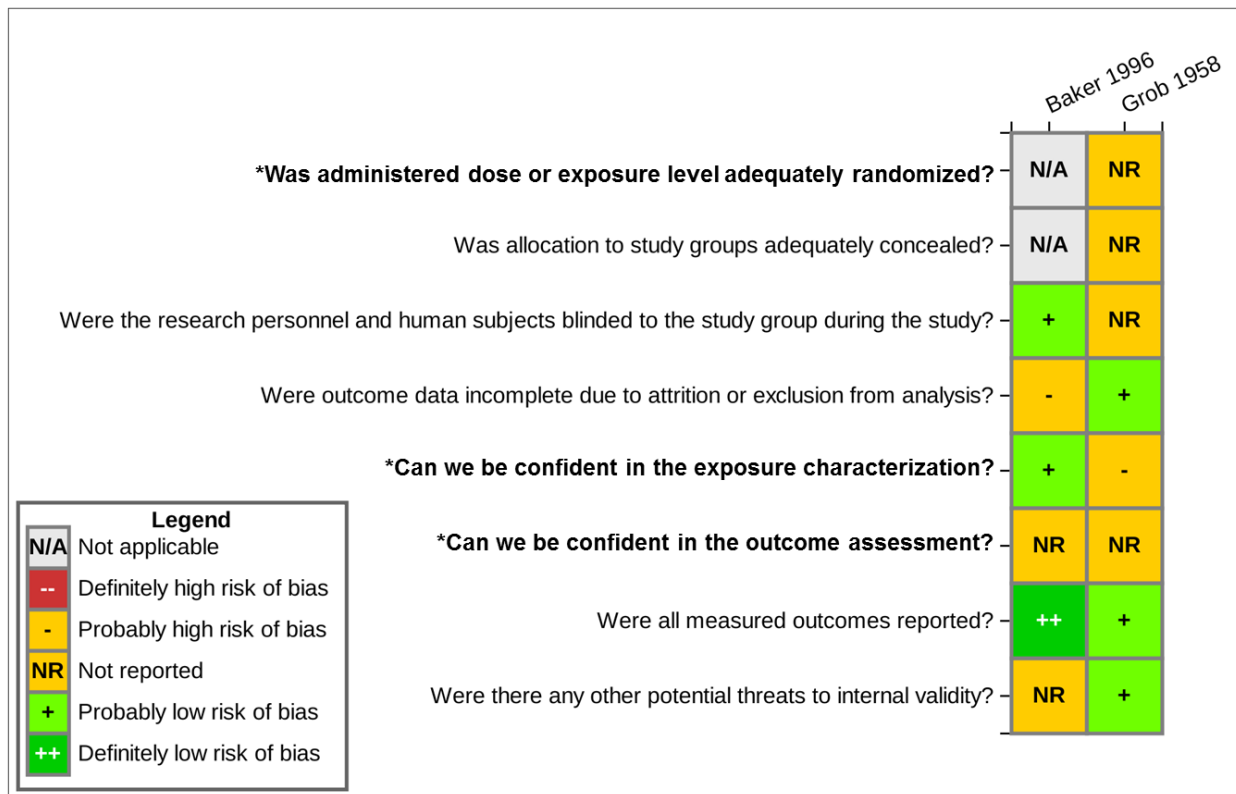 Baker 1996
Grob 1958
*Was administered dose or exposure level adequately randomized? N/A NR
Was allocation to study groups adequately concealed? N/A NR
Were the research personnel and human subjects blinded to the study group during the study? + NR
Were outcome data incomplete due to attrition or exclusion from analysis? - +
*Can we be confident in the exposure characterization? + -
*Can we be confident in the outcome assessment? NR NR
Were all measured outcomes reported? ++ +
Were there any other potential threats to internal validity? NR +
Legend
N/A Not applicable
-- Definitely high risk of bias
- Probably high risk of bias
NR Not reported
+ Probably low risk of bias
++ Definitely low risk of bias